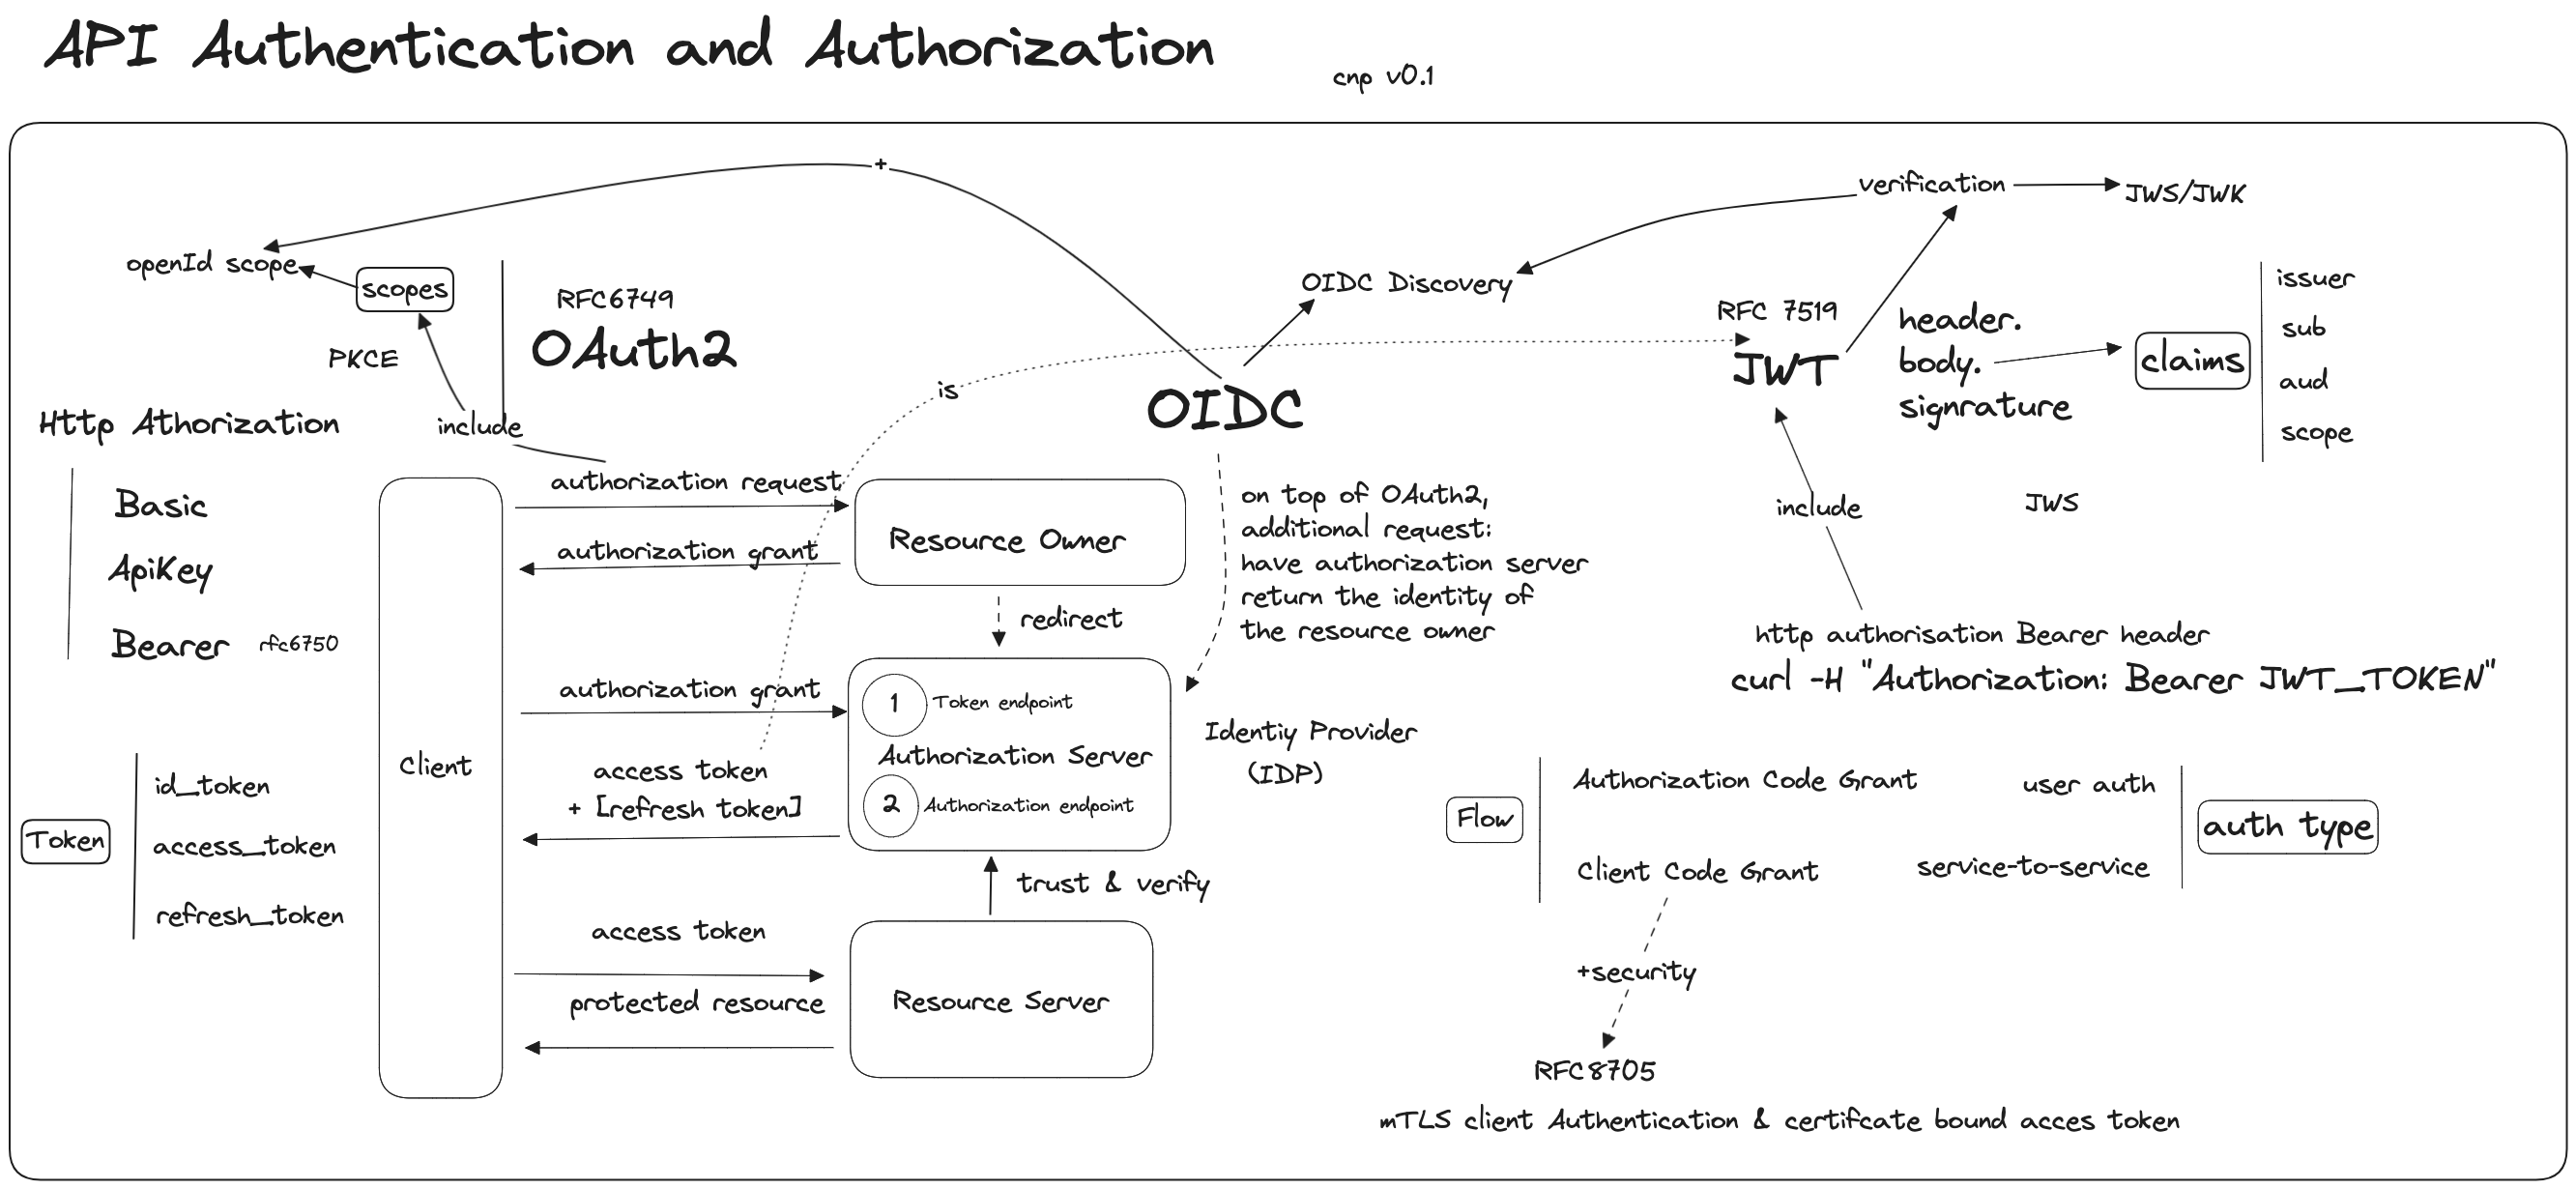 API Authentication and Authorization
cnp v0.1
+
verification
JWS/JWK
openId scope
scopes
RFC6749
OAuth2
PKCE
include
OIDC Discovery
is
OIDC
RFC 7519
JWT
header.
body.
signrature
claims
issuer
sub
aud
scope
Http Athorization
Basic
ApiKey
Bearer rfc6750
Token
id_token
access_token
refresh_token
Client
authorization request
authorization grant
Resource Owner
redirect
authorization grant
1 Token endpoint
Authorization Server
2 Authorization endpoint
access token
+ [refresh token]
trust & verify
access token
protected resource
Resource Server
on top of OAuth2,
additional request:
have authorization server
return the identity of
the resource owner
Identiy Provider
(IDP)
include
JWS
http authorisation Bearer header
curl -H "Authorization: Bearer JWT_TOKEN"
Flow
Authorization Code Grant
Client Code Grant
user auth
service-to-service
auth type
+security
RFC8705
mTLS client Authentication & certifcate bound acces token